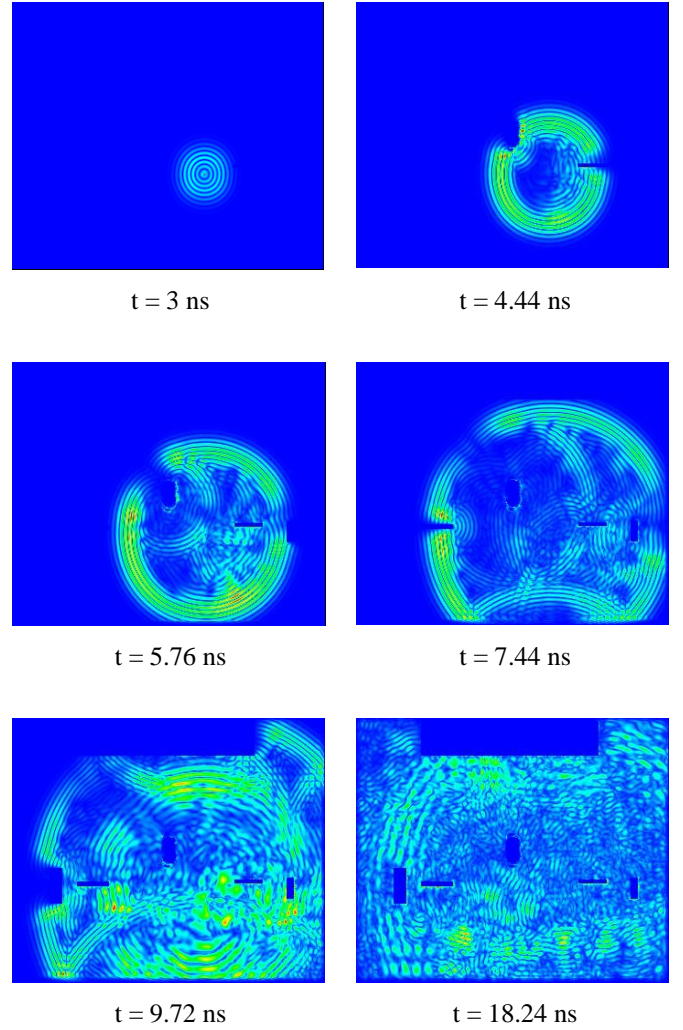 t = 3 ns
t = 4.44 ns
t = 5.76 ns
t = 7.44 ns
t = 9.72 ns
t = 18.24 ns